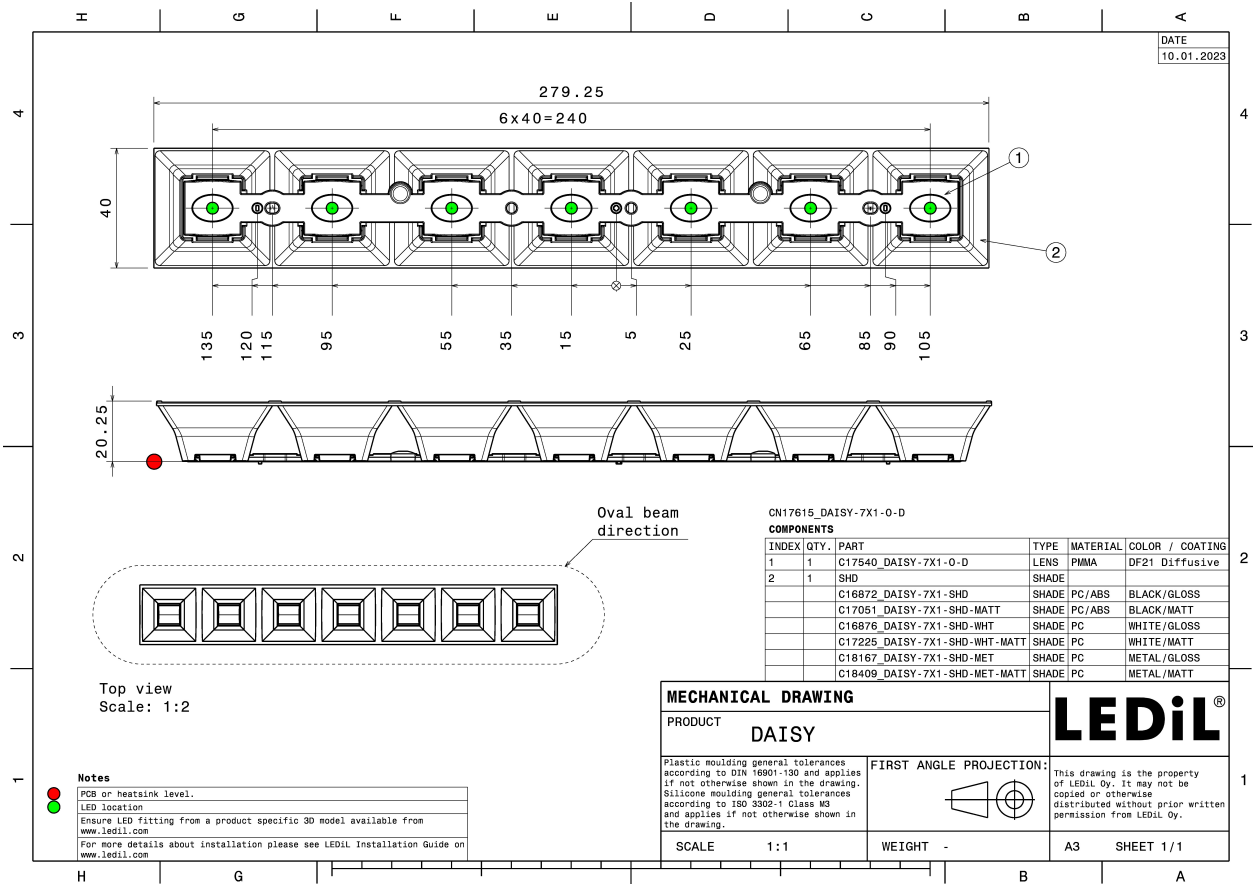 H G F E D C B A
DATE
10.01.2023
279.25
6x40=240
4
4
1
40
2
135 120 115 95 55 35 15 5 25 65 85 90 105
3
3
20.25
Oval beam
direction
CN17615_DAISY-7X1-O-D
COMPONENTS
INDEX QTY. PART TYPE MATERIAL COLOR / COATING
1 1 C17540_DAISY-7X1-O-D LENS PMMA DF21 Diffusive
2 1 SHD SHADE
C16872_DAISY-7X1-SHD SHADE PC/ABS BLACK/GLOSS
C17051_DAISY-7X1-SHD-MATT SHADE PC/ABS BLACK/MATT
C16876_DAISY-7X1-SHD-WHT SHADE PC WHITE/GLOSS
C17225_DAISY-7X1-SHD-WHT-MATT SHADE PC WHITE/MATT
C18167_DAISY-7X1-SHD-MET SHADE PC METAL/GLOSS
C18409_DAISY-7X1-SHD-MET-MATT SHADE PC METAL/MATT
2
2
Top view
Scale: 1:2
MECHANICAL DRAWING
PRODUCT
DAISY
LEDiL®
Plastic moulding general tolerances
according to DIN 16901-130 and applies
if not otherwise shown in the drawing.
Silicone moulding general tolerances
according to ISO 3302-1 Class M3
and applies if not otherwise shown in
the drawing.
FIRST ANGLE PROJECTION:
This drawing is the property
of LEDiL Oy. It may not be
copied or otherwise
distributed without prior written
permission from LEDiL Oy.
SCALE 1:1
WEIGHT -
A3 SHEET 1/1
1
1
Notes
PCB or heatsink level.
LED location
Ensure LED fitting from a product specific 3D model available from
www.ledil.com
For more details about installation please see LEDiL Installation Guide on
www.ledil.com
H G B A